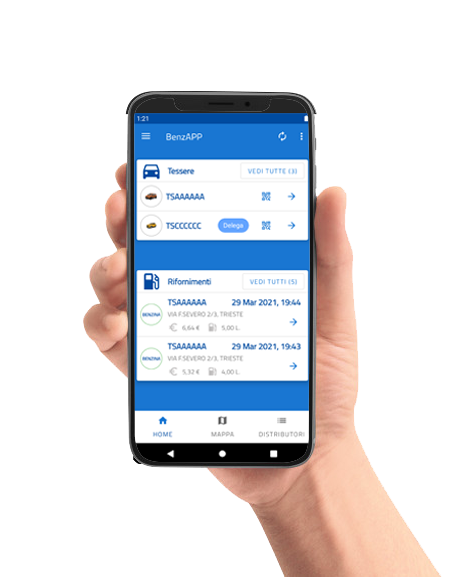 1:21
BenzAPP
Tessere VEDI TUTTE (3)
TSAAAAAA
TSCCCCCC Delega
Rifornimenti VEDI TUTTI (5)
TSAAAAAA 29 Mar 2021, 19:44
BENZINA VIA F.SEVERO 2/3, TRIESTE
€ 6,64 € 5,00 L.
TSAAAAAA 29 Mar 2021, 19:43
BENZINA VIA F.SEVERO 2/3, TRIESTE
€ 5,32 € 4,00 L.
HOME MAPPA DISTRIBUTORI